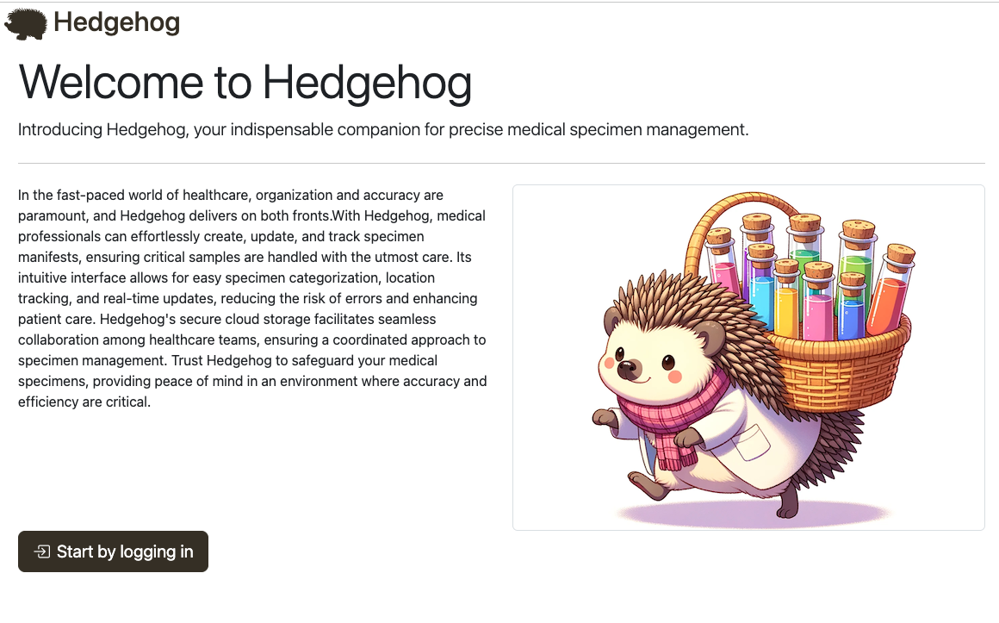 Hedgehog
Welcome to Hedgehog
Introducing Hedgehog, your indispensable companion for precise medical specimen management.
In the fast-paced world of healthcare, organization and accuracy are
paramount, and Hedgehog delivers on both fronts.With Hedgehog, medical
professionals can effortlessly create, update, and track specimen
manifests, ensuring critical samples are handled with the utmost care. Its
intuitive interface allows for easy specimen categorization, location
tracking, and real-time updates, reducing the risk of errors and enhancing
patient care. Hedgehog's secure cloud storage facilitates seamless
collaboration among healthcare teams, ensuring a coordinated approach to
specimen management. Trust Hedgehog to safeguard your medical
specimens, providing peace of mind in an environment where accuracy and
efficiency are critical.
Start by logging in